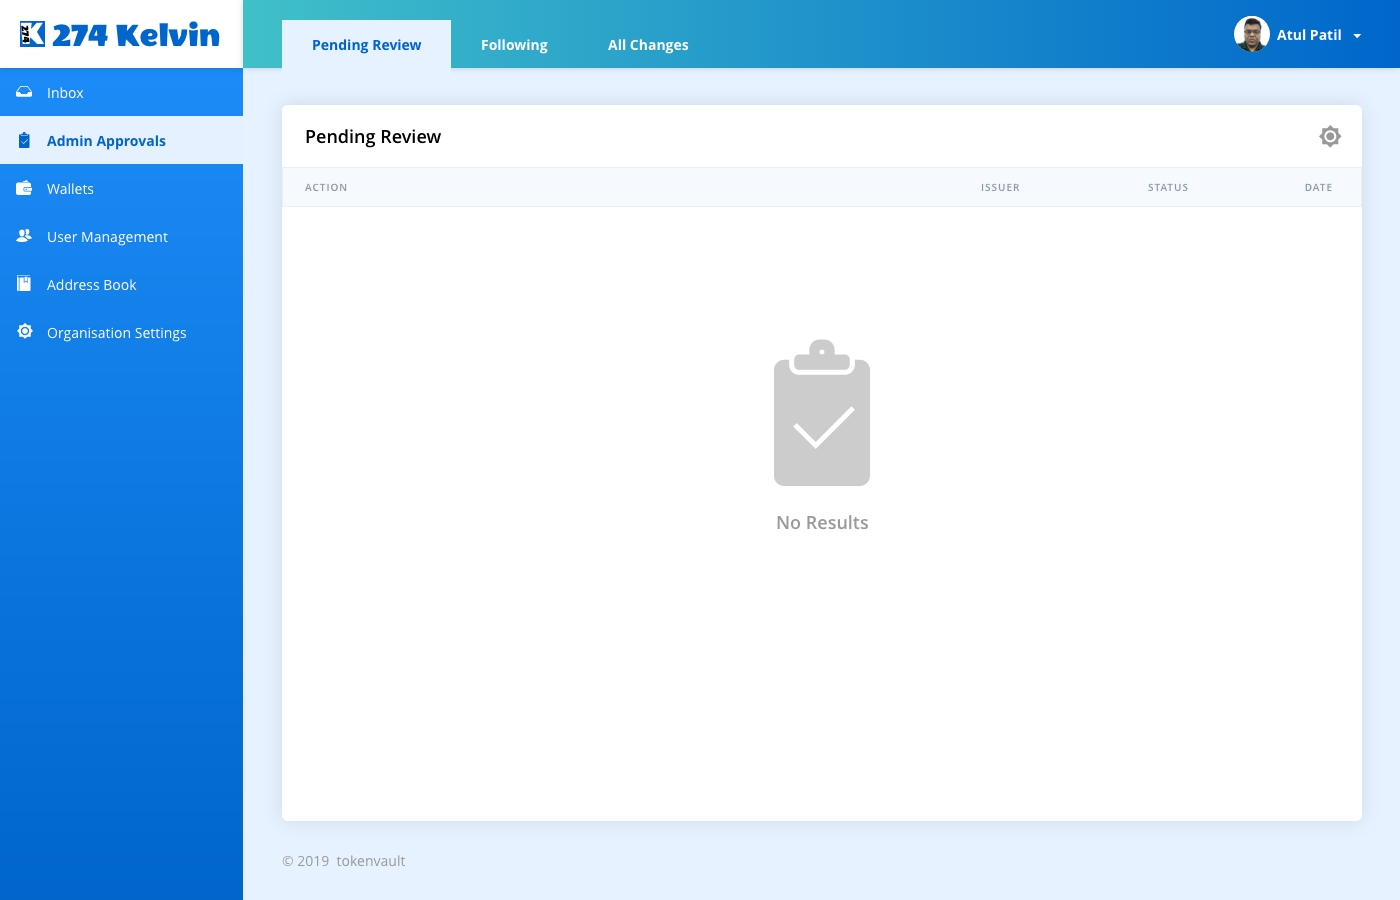 274 274 Kelvin
Pending Review
Following
All Changes
Atul Patil
Inbox
Admin Approvals
Wallets
User Management
Address Book
Organisation Settings
Pending Review
ACTION ISSUER STATUS DATE
No Results
© 2019 tokenvault